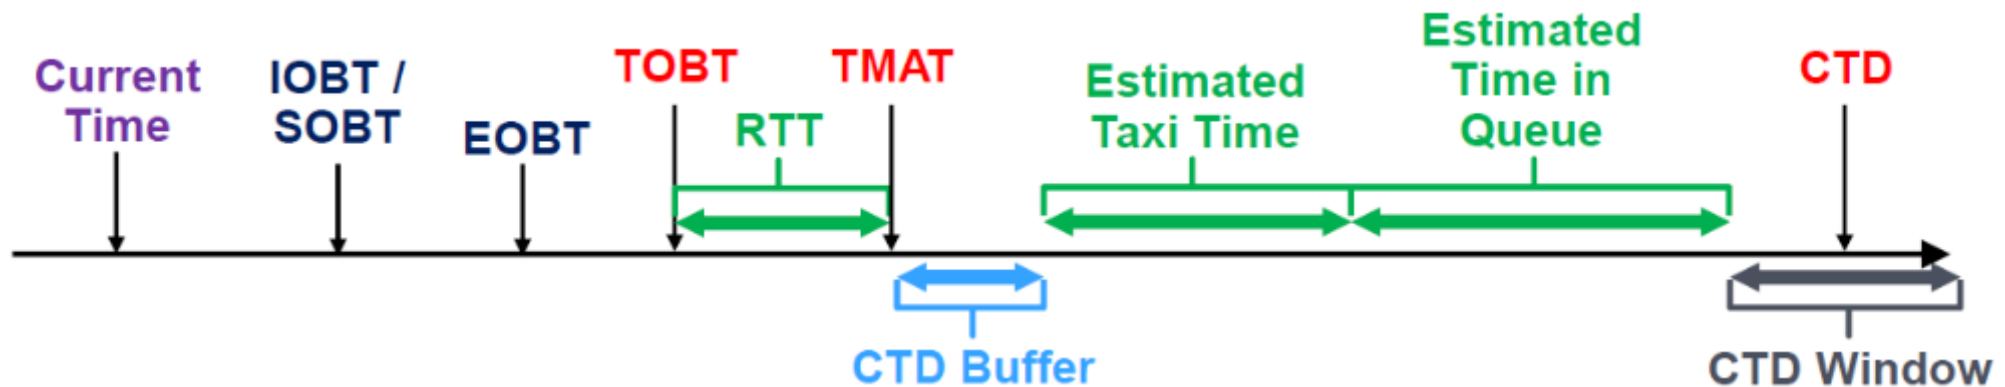 Current
Time
IOBT /
SOBT
EOBT
TOBT
RTT
TMAT
Estimated
Taxi Time
Estimated
Time in
Queue
CTD
CTD Buffer
CTD Window